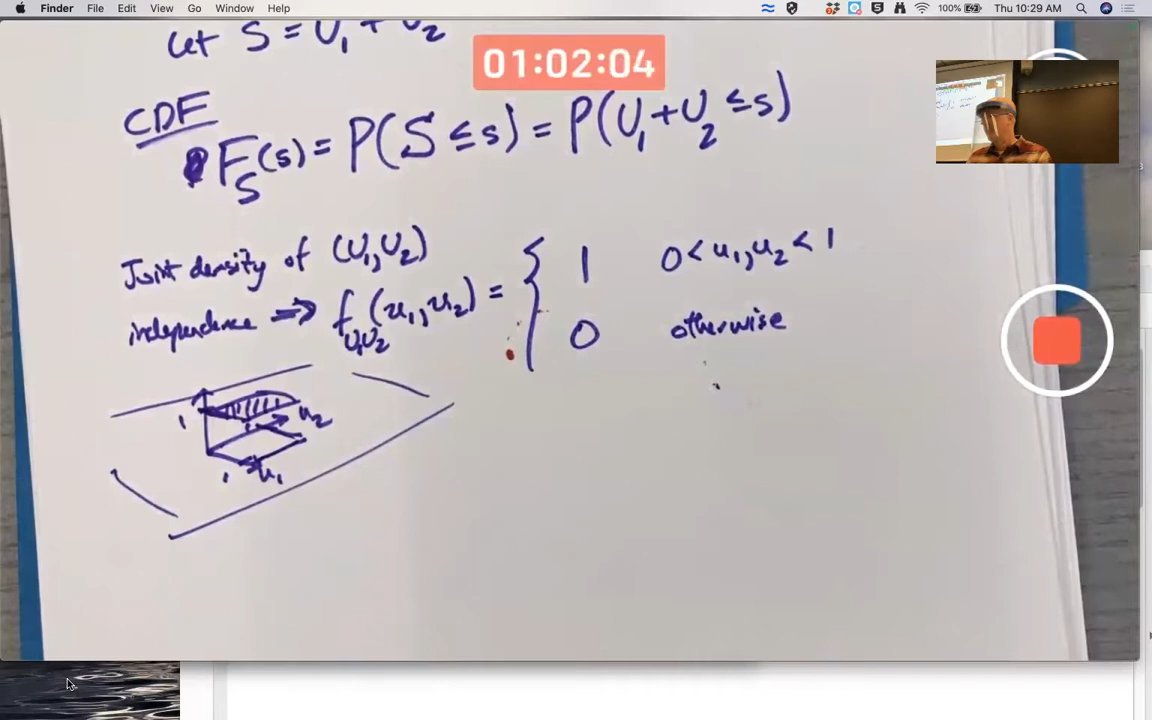 Finder File Edit View Go Window Help 100% Thu 10:29 AM
Let S = U₁ + U₂
01:02:04
CDF
F_S(s) = P(S ≤ s) = P(U₁+U₂ ≤ s)
Joint density of (U₁,U₂)
independence ⇒ f_U₁U₂(u₁,u₂) = { 1 0<u₁,u₂<1
0 otherwise
1
u₂
1 u₁